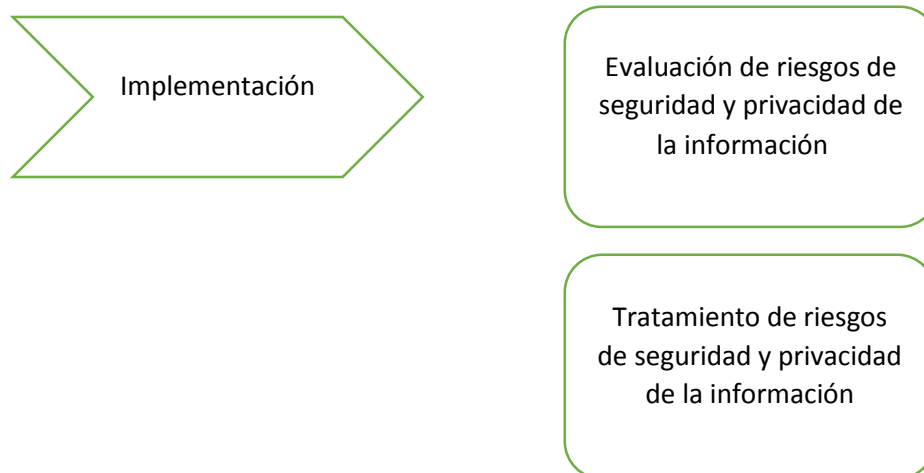 Implementación
Evaluación de riesgos de
seguridad y privacidad de
la información
Tratamiento de riesgos
de seguridad y privacidad
de la información